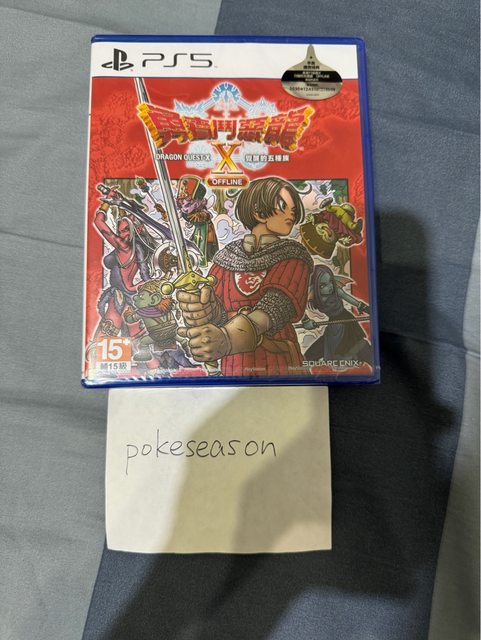 PS5
勇者鬥惡龍
X
DRAGON QUEST X
覺醒的五種族
OFFLINE
15+
輔15級
SQUARE ENIX
pokeseason